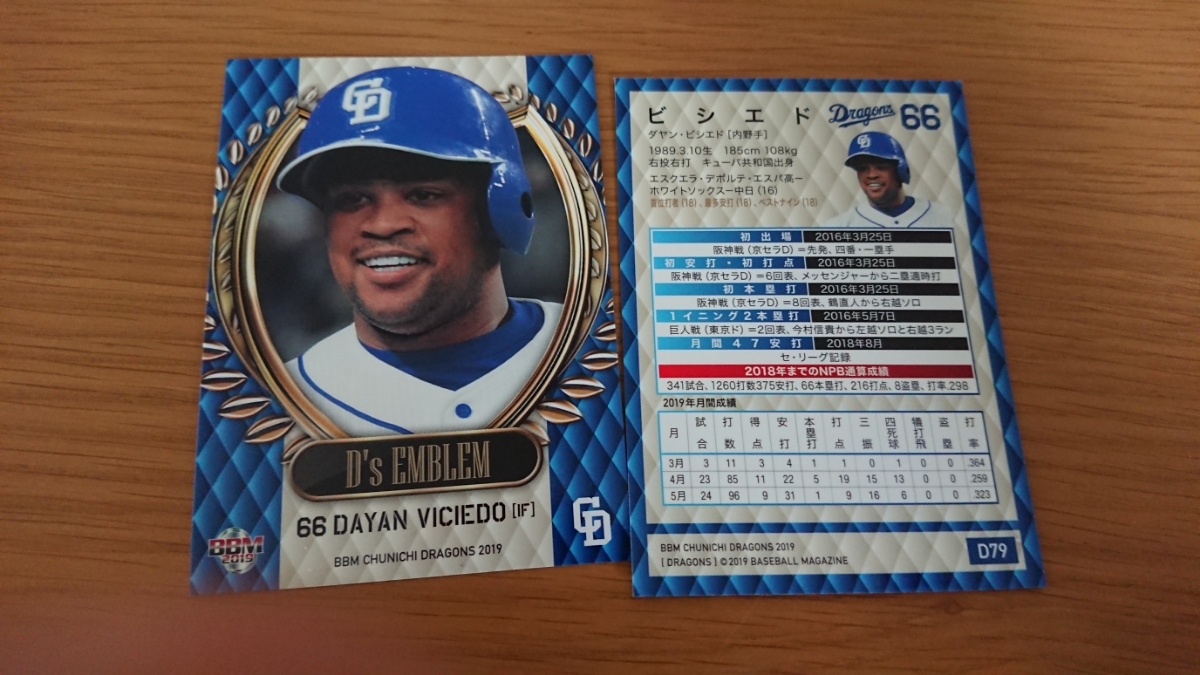 CD
D's EMBLEM
66 DAYAN VICIEDO [IF]
BBM CHUNICHI DRAGONS 2019
BBM
2019
CD
ビシエド Dragons 66
ダヤン・ビシエド [内野手]
1989.3.10生 185cm 108kg
右投右打 キューバ共和国出身
エスクエラ・デポルテ・エスパ高ー
ホワイトソックスー中日 (16)
首位打者 (18)、最多安打 (18)、ベストナイン (18)
初出場 2016年3月25日
阪神戦 (京セラD) =先発、四番・一塁手
初安打・初打点 2016年3月25日
阪神戦 (京セラD) =6回表、メッセンジャーから二塁適時打
初本塁打 2016年3月25日
阪神戦 (京セラD) =8回表、鶴直人から右越ソロ
1イニング2本塁打 2016年5月7日
巨人戦 (東京ド) =2回表、今村信貴から左越ソロと右越3ラン
月間47安打 2018年8月
セ・リーグ記録
2018年までのNPB通算成績
341試合、1260打数375安打、66本塁打、216打点、8盗塁、打率.298
2019年月間成績
月 試合 打数 得点 安打 本塁打 打点 三振 四死球 犠打飛 盗塁 打率
3月 3 11 3 4 1 1 0 1 0 0 .364
4月 23 85 11 22 5 19 15 13 0 0 .259
5月 24 96 9 31 1 9 16 6 0 0 .323
BBM CHUNICHI DRAGONS 2019
[ DRAGONS ] ©2019 BASEBALL MAGAZINE
D79